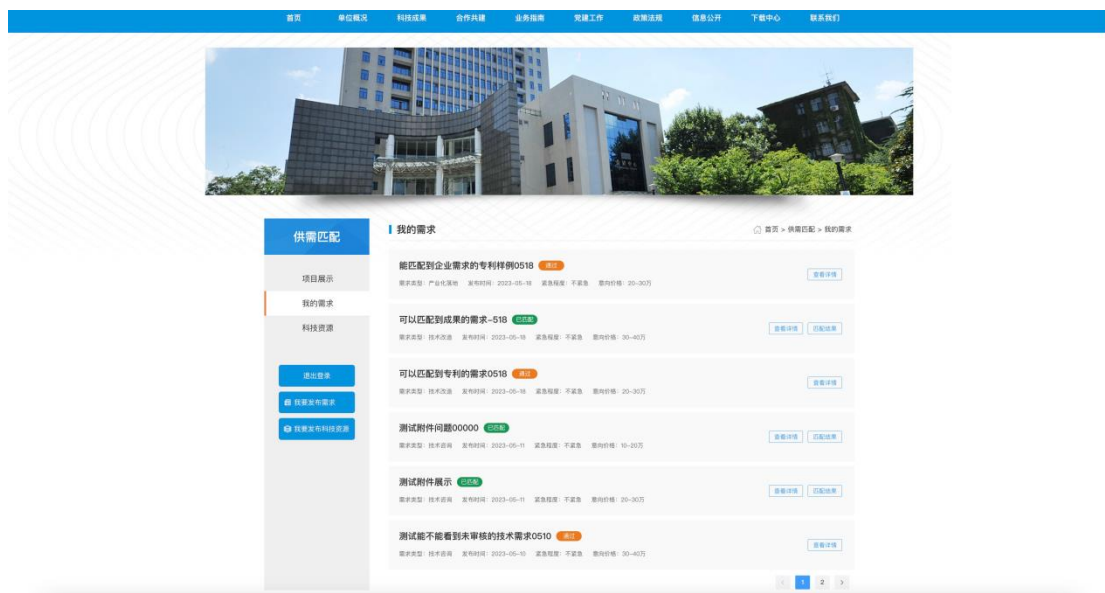 首页 单位概况 科技成果 合作共建 业务指南 党建工作 政策法规 信息公开 下载中心 联系我们
供需匹配
项目展示
我的需求
科技资源
退出登录
我要发布需求
我要发布科技资源
我的需求
首页 > 供需匹配 > 我的需求
能匹配到企业需求的专利样例0518 通过
需求类型: 产业化落地 发布时间: 2023-05-18 紧急程度: 不紧急 意向价格: 20-30万
查看详情
可以匹配到成果的需求-518 已匹配
需求类型: 技术改造 发布时间: 2023-05-18 紧急程度: 不紧急 意向价格: 30-40万
查看详情 匹配结果
可以匹配到专利的需求0518 通过
需求类型: 技术改造 发布时间: 2023-05-18 紧急程度: 不紧急 意向价格: 20-30万
查看详情
测试附件问题00000 已匹配
需求类型: 技术咨询 发布时间: 2023-05-11 紧急程度: 不紧急 意向价格: 10-20万
查看详情 匹配结果
测试附件展示 已匹配
需求类型: 技术咨询 发布时间: 2023-05-11 紧急程度: 不紧急 意向价格: 20-30万
查看详情 匹配结果
测试能不能看到未审核的技术需求0510 通过
需求类型: 技术咨询 发布时间: 2023-05-10 紧急程度: 不紧急 意向价格: 30-40万
查看详情
< 1 2 >